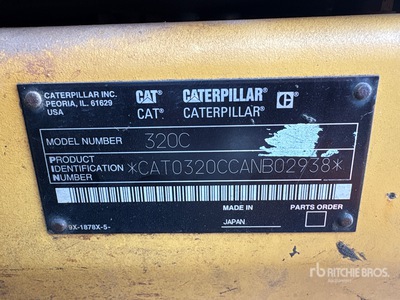 CATERPILLAR INC.
PEORIA, IL. 61629
USA
CAT® CATERPILLAR®
CAT® CATERPILLAR®
MODEL NUMBER 320C
PRODUCT
IDENTIFICATION
NUMBER *CAT0320CCANB02938*
MADE IN
JAPAN
PARTS ORDER
9X-1878X-5-
rb RITCHIE BROS.